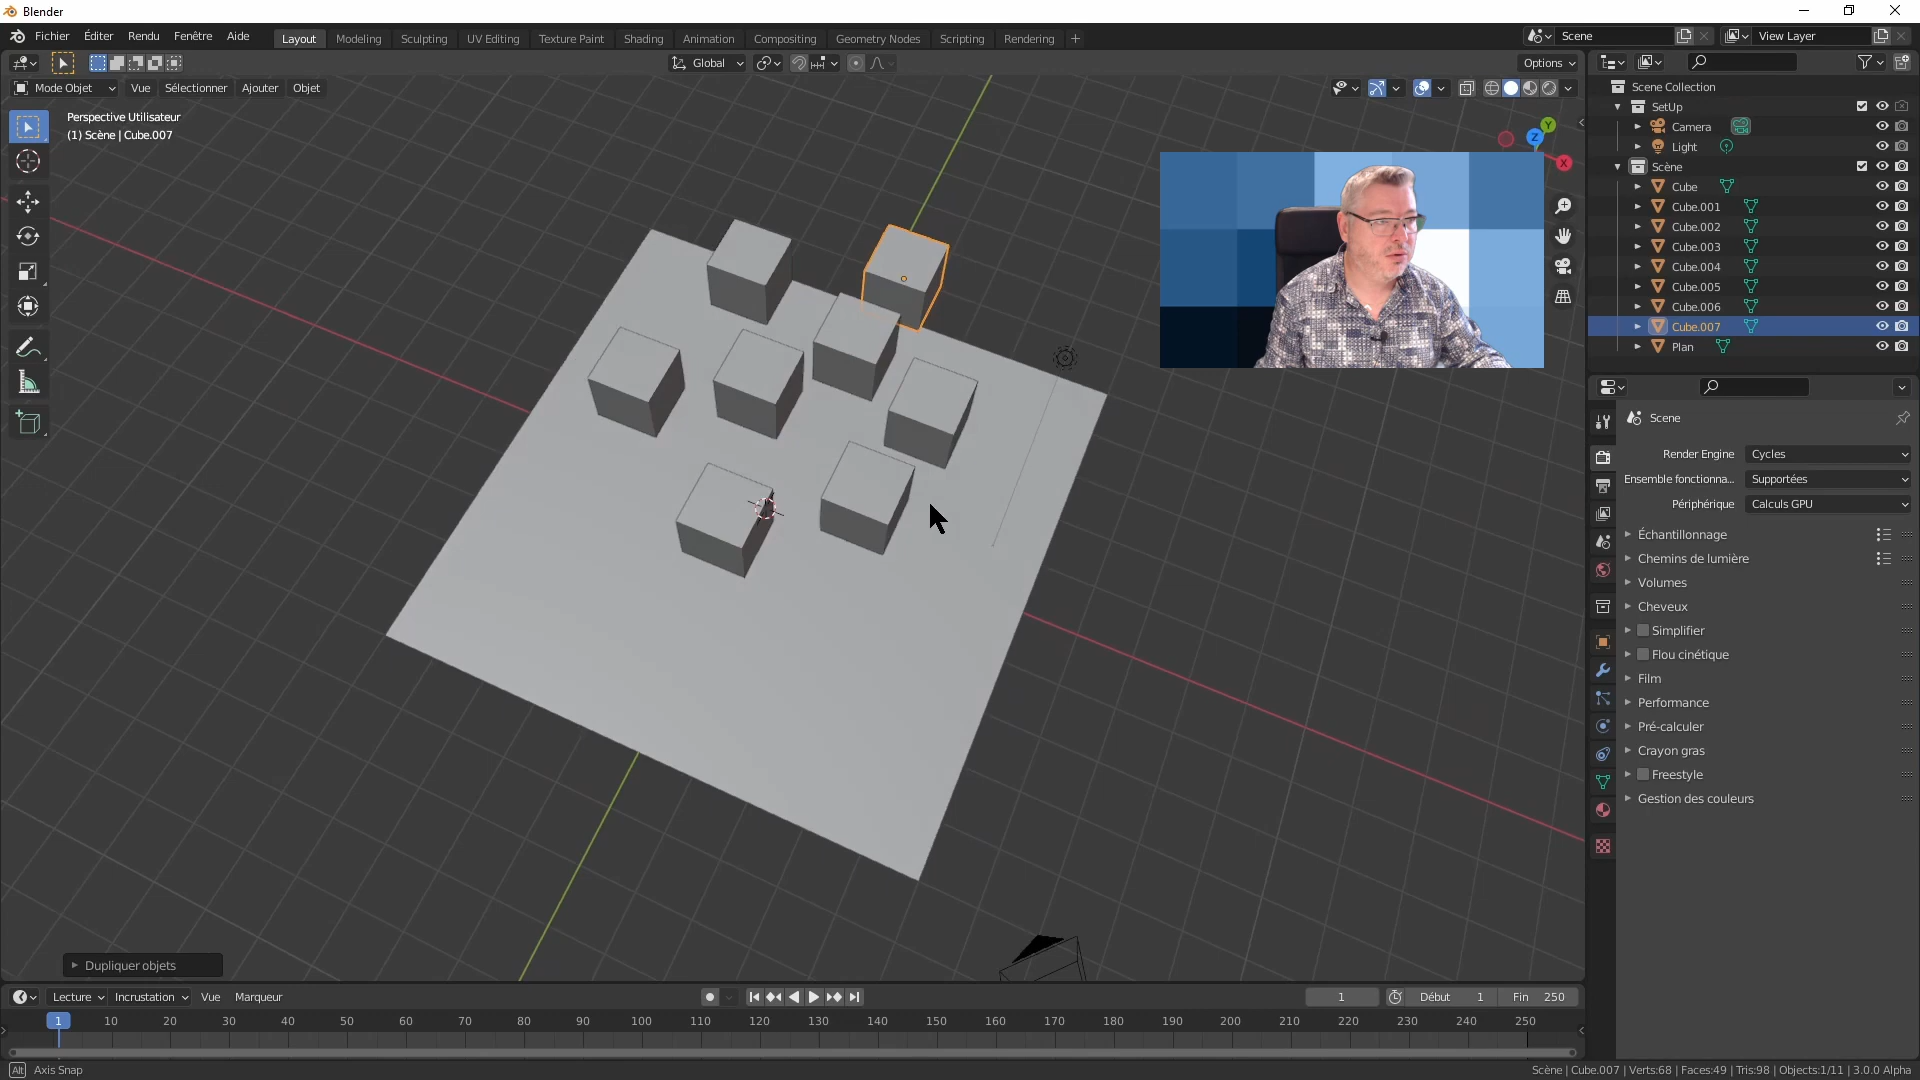 Blender
Fichier Éditer Rendu Fenêtre Aide
Layout Modeling Sculpting UV Editing Texture Paint Shading Animation Compositing Geometry Nodes Scripting Rendering +
Scene
View Layer
Global
Options
Mode Objet Vue Sélectionner Ajouter Objet
Perspective Utilisateur
(1) Scène | Cube.007
Y
Z
X
Scene Collection
SetUp
Camera
Light
Scène
Cube
Cube.001
Cube.002
Cube.003
Cube.004
Cube.005
Cube.006
Cube.007
Plan
Scene
Render Engine Cycles
Ensemble fonctionna... Supportées
Périphérique Calculs GPU
Échantillonnage
Chemins de lumière
Volumes
Cheveux
Simplifier
Flou cinétique
Film
Performance
Pré-calculer
Crayon gras
Freestyle
Gestion des couleurs
Dupliquer objets
Lecture Incrustation Vue Marqueur
1 Début 1 Fin 250
1 10 20 30 40 50 60 70 80 90 100 110 120 130 140 150 160 170 180 190 200 210 220 230 240 250
Alt Axis Snap
Scène | Cube.007 | Verts:68 | Faces:49 | Tris:98 | Objects:1/11 | 3.0.0 Alpha